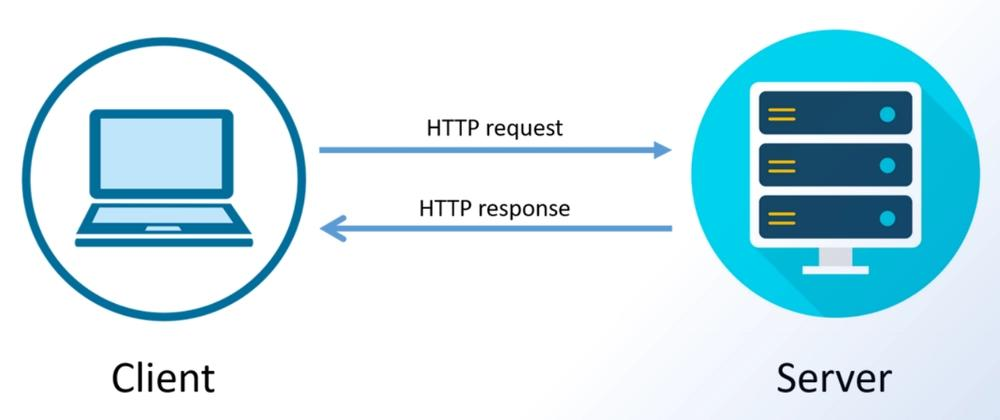 HTTP request
HTTP response
Client
Server